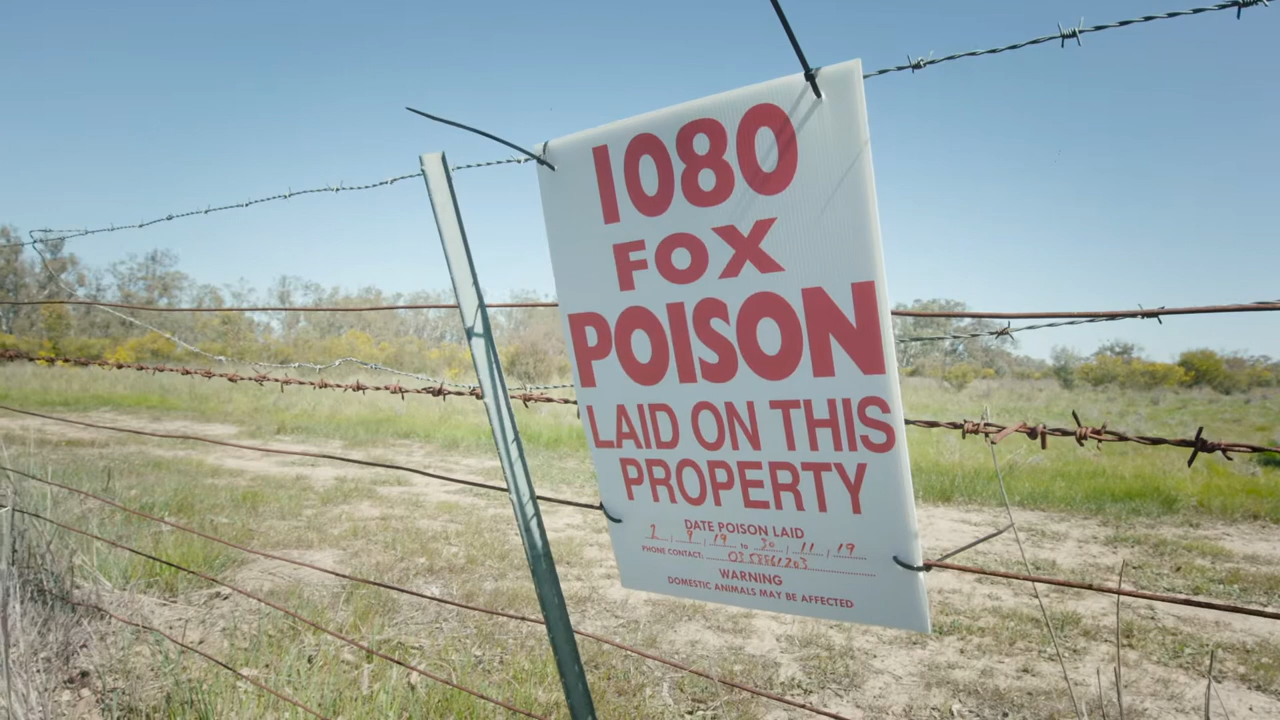 1080
FOX
POISON
LAID ON THIS
PROPERTY
DATE POISON LAID
2 / 9 / 19 to 30 / 11 / 19
PHONE CONTACT:
WARNING
DOMESTIC ANIMALS MAY BE AFFECTED